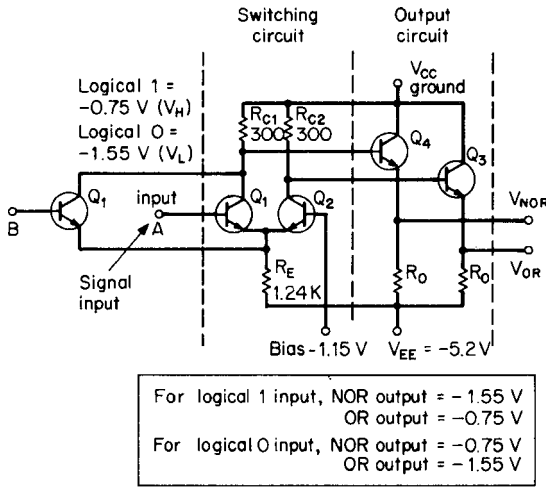 Switching
circuit
Output
circuit
Logical 1 =
-0.75 V (VH)
Logical 0 =
-1.55 V (VL)
RC1
300
RC2
300
VCC
ground
Q4
Q3
Q1
B
input
A
Q1
Q2
Signal
input
RE
1.24K
RO
RO
VNOR
VOR
Bias -1.15 V
VEE = -5.2V
For logical 1 input, NOR output = -1.55 V
OR output = -0.75 V
For logical 0 input, NOR output = -0.75 V
OR output = -1.55 V